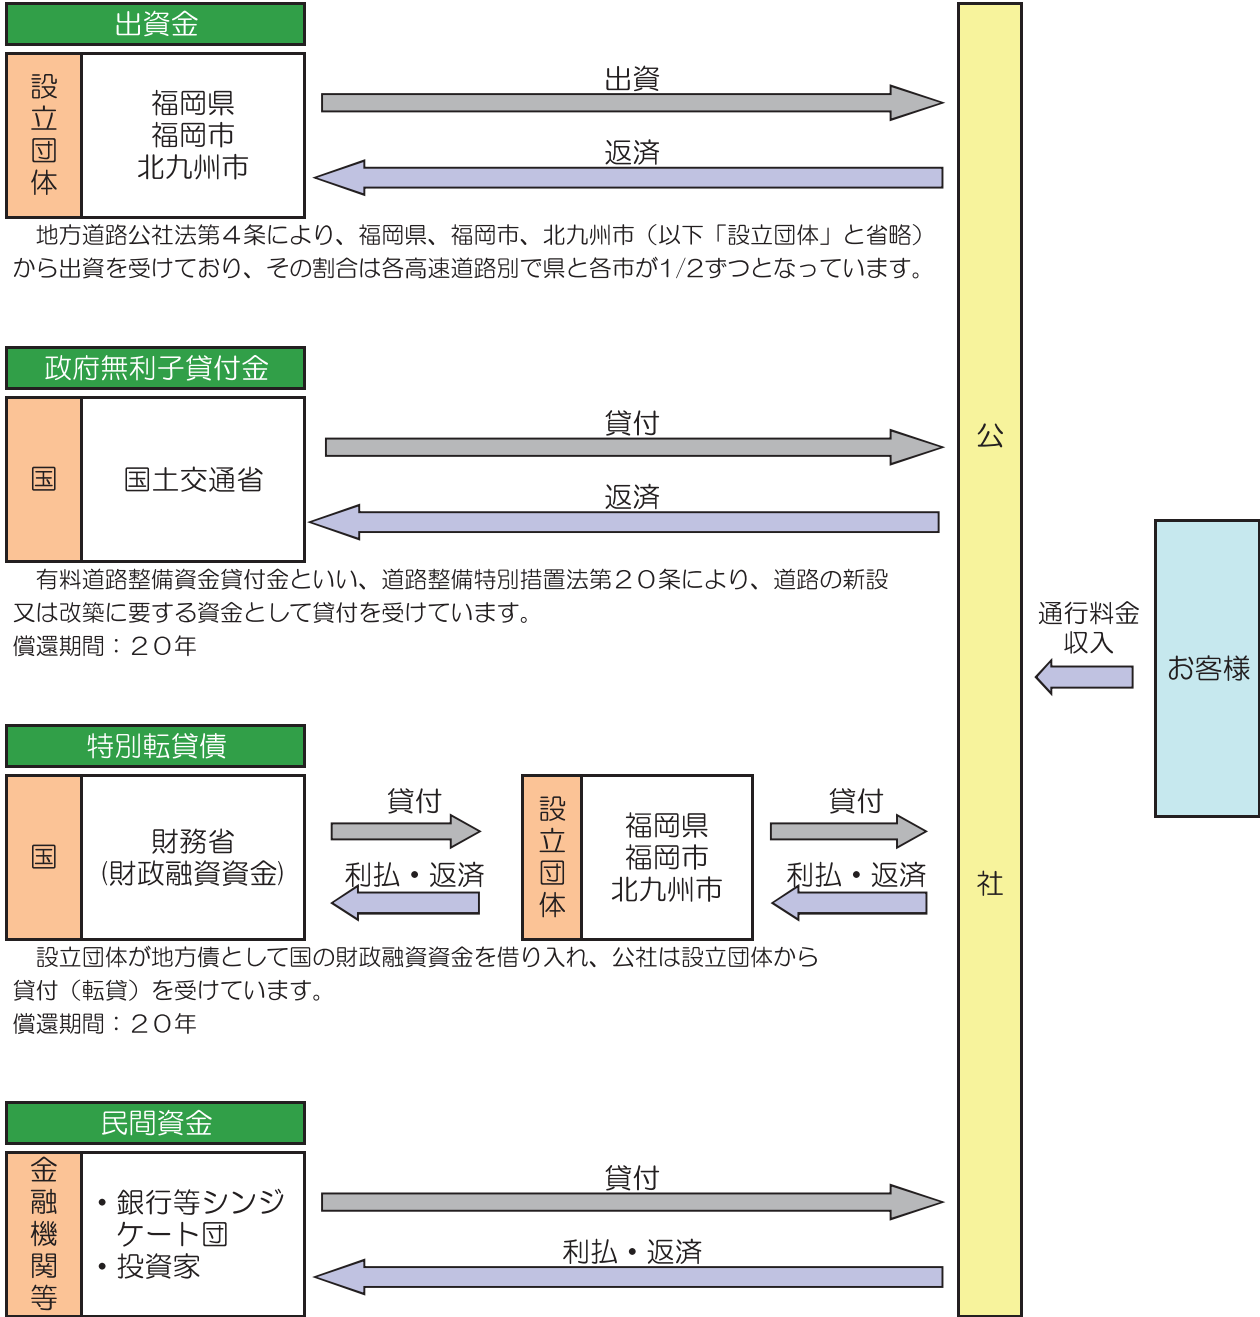 出資金
設立団体
福岡県
福岡市
北九州市
出資
返済
地方道路公社法第４条により、福岡県、福岡市、北九州市（以下「設立団体」と省略）
から出資を受けており、その割合は各高速道路別で県と各市が1/2ずつとなっています。
政府無利子貸付金
国
国土交通省
貸付
返済
有料道路整備資金貸付金といい、道路整備特別措置法第２０条により、道路の新設
又は改築に要する資金として貸付を受けています。
償還期間：２０年
特別転貸債
国
財務省
(財政融資資金)
貸付
利払・返済
設立団体
福岡県
福岡市
北九州市
貸付
利払・返済
設立団体が地方債として国の財政融資資金を借り入れ、公社は設立団体から
貸付（転貸）を受けています。
償還期間：２０年
民間資金
金融機関等
・銀行等シンジ
ケート団
・投資家
貸付
利払・返済
公社
通行料金
収入
お客様